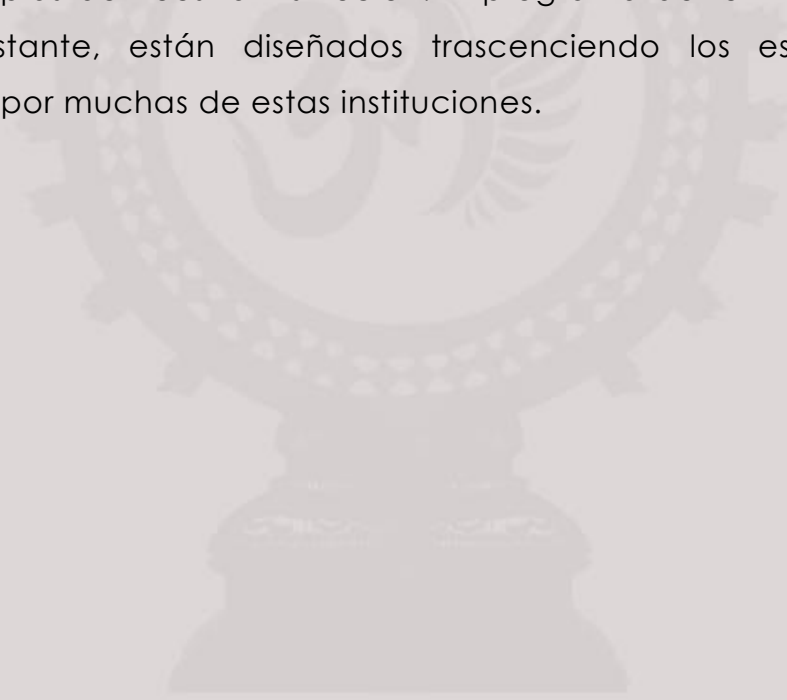 stante, están diseñados trascenciendo los es
por muchas de estas instituciones.